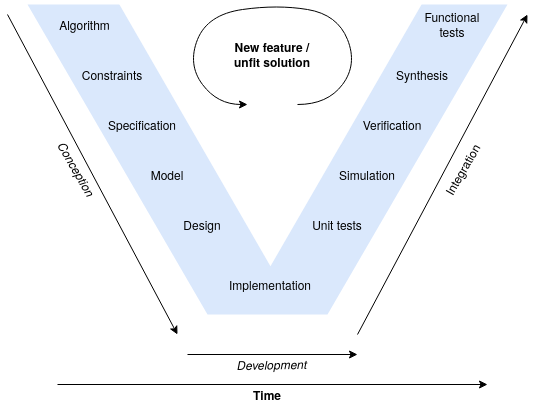 Algorithm
Constraints
Specification
Model
Design
Implementation
Unit tests
Simulation
Verification
Synthesis
Functional
tests
New feature /
unfit solution
Conception
Integration
Development
Time